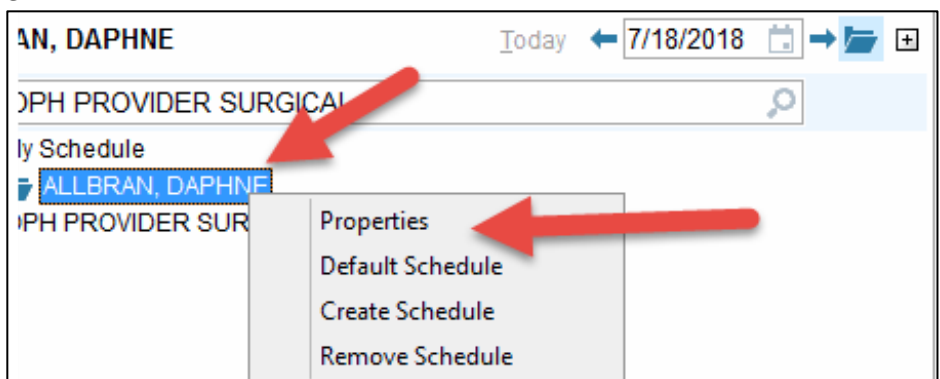 AN, DAPHNE Today 7/18/2018
OPH PROVIDER SURGICAL
ly Schedule
ALLBRAN, DAPHNE
PH PROVIDER SUR
Properties
Default Schedule
Create Schedule
Remove Schedule